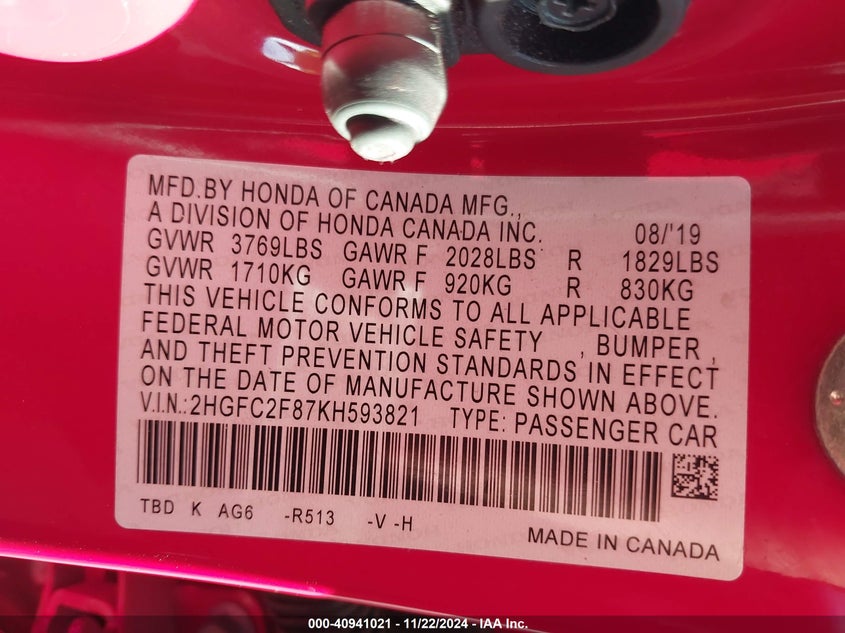 MFD.BY HONDA OF CANADA MFG.,
A DIVISION OF HONDA CANADA INC. 08/'19
GVWR 3769LBS GAWR F 2028LBS R 1829LBS
GVWR 1710KG GAWR F 920KG R 830KG
THIS VEHICLE CONFORMS TO ALL APPLICABLE
FEDERAL MOTOR VEHICLE SAFETY , BUMPER ,
AND THEFT PREVENTION STANDARDS IN EFFECT
ON THE DATE OF MANUFACTURE SHOWN ABOVE.
V.I.N.:2HGFC2F87KH593821 TYPE: PASSENGER CAR
TBD K AG6 -R513 -V -H
MADE IN CANADA
000-40941021 - 11/22/2024 - IAA Inc.